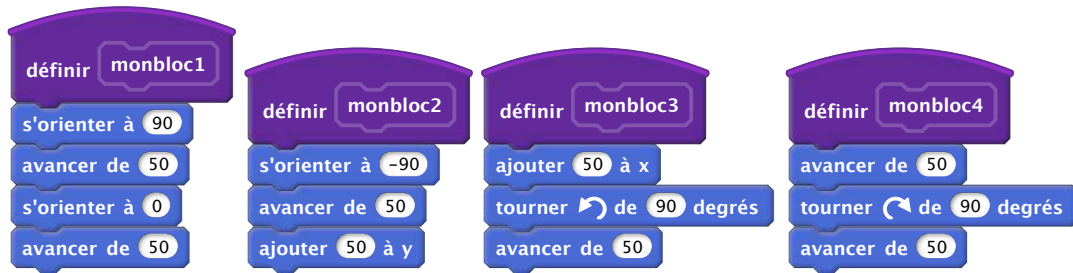 définir monbloc1
s'orienter à 90
avancer de 50
s'orienter à 0
avancer de 50
définir monbloc2
s'orienter à -90
avancer de 50
ajouter 50 à y
définir monbloc3
ajouter 50 à x
tourner de 90 degrés
avancer de 50
définir monbloc4
avancer de 50
tourner de 90 degrés
avancer de 50